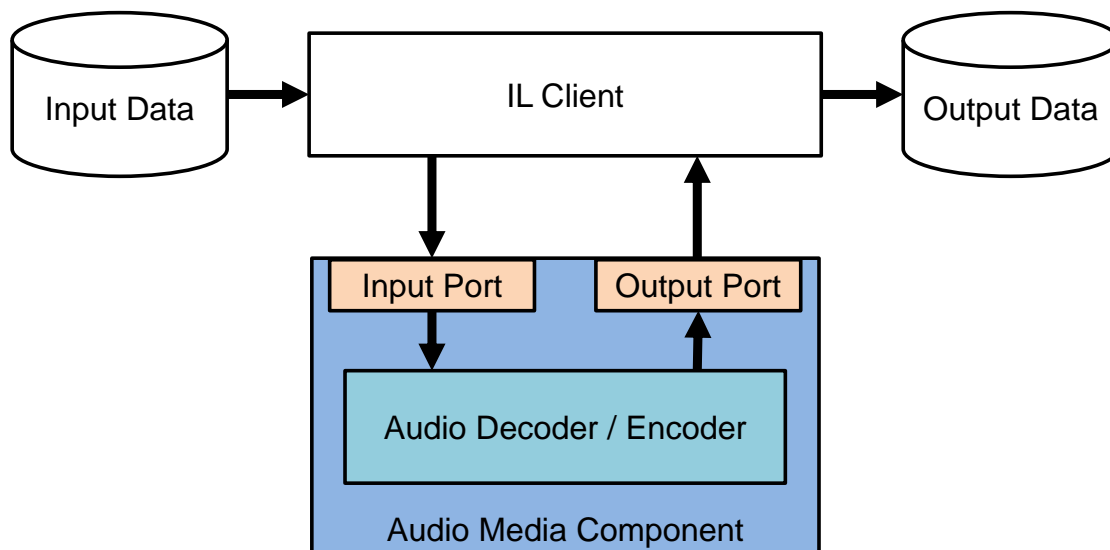 Input Data
IL Client
Output Data
Input Port
Output Port
Audio Decoder / Encoder
Audio Media Component